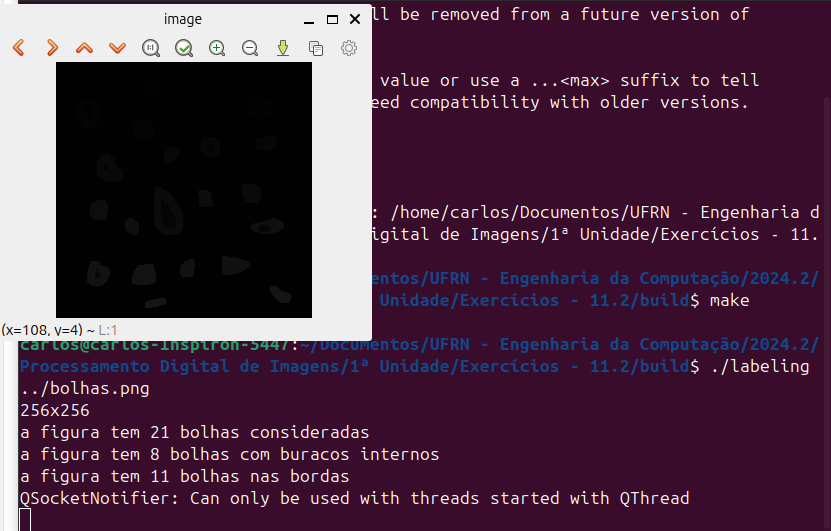 image
ll be removed from a future version of
value or use a ...<max> suffix to tell
eed compatibility with older versions.
: /home/carlos/Documentos/UFRN - Engenharia d
igital de Imagens/1ª Unidade/Exercícios - 11.
entos/UFRN - Engenharia da Computação/2024.2/
Unidade/Exercícios - 11.2/build$ make
(x=108, y=4) ~ L:1
carlos@carlos-Inspiron-5447:~/Documentos/UFRN - Engenharia da Computação/2024.2/
Processamento Digital de Imagens/1ª Unidade/Exercícios - 11.2/build$ ./labeling
../bolhas.png
256x256
a figura tem 21 bolhas consideradas
a figura tem 8 bolhas com buracos internos
a figura tem 11 bolhas nas bordas
QSocketNotifier: Can only be used with threads started with QThread